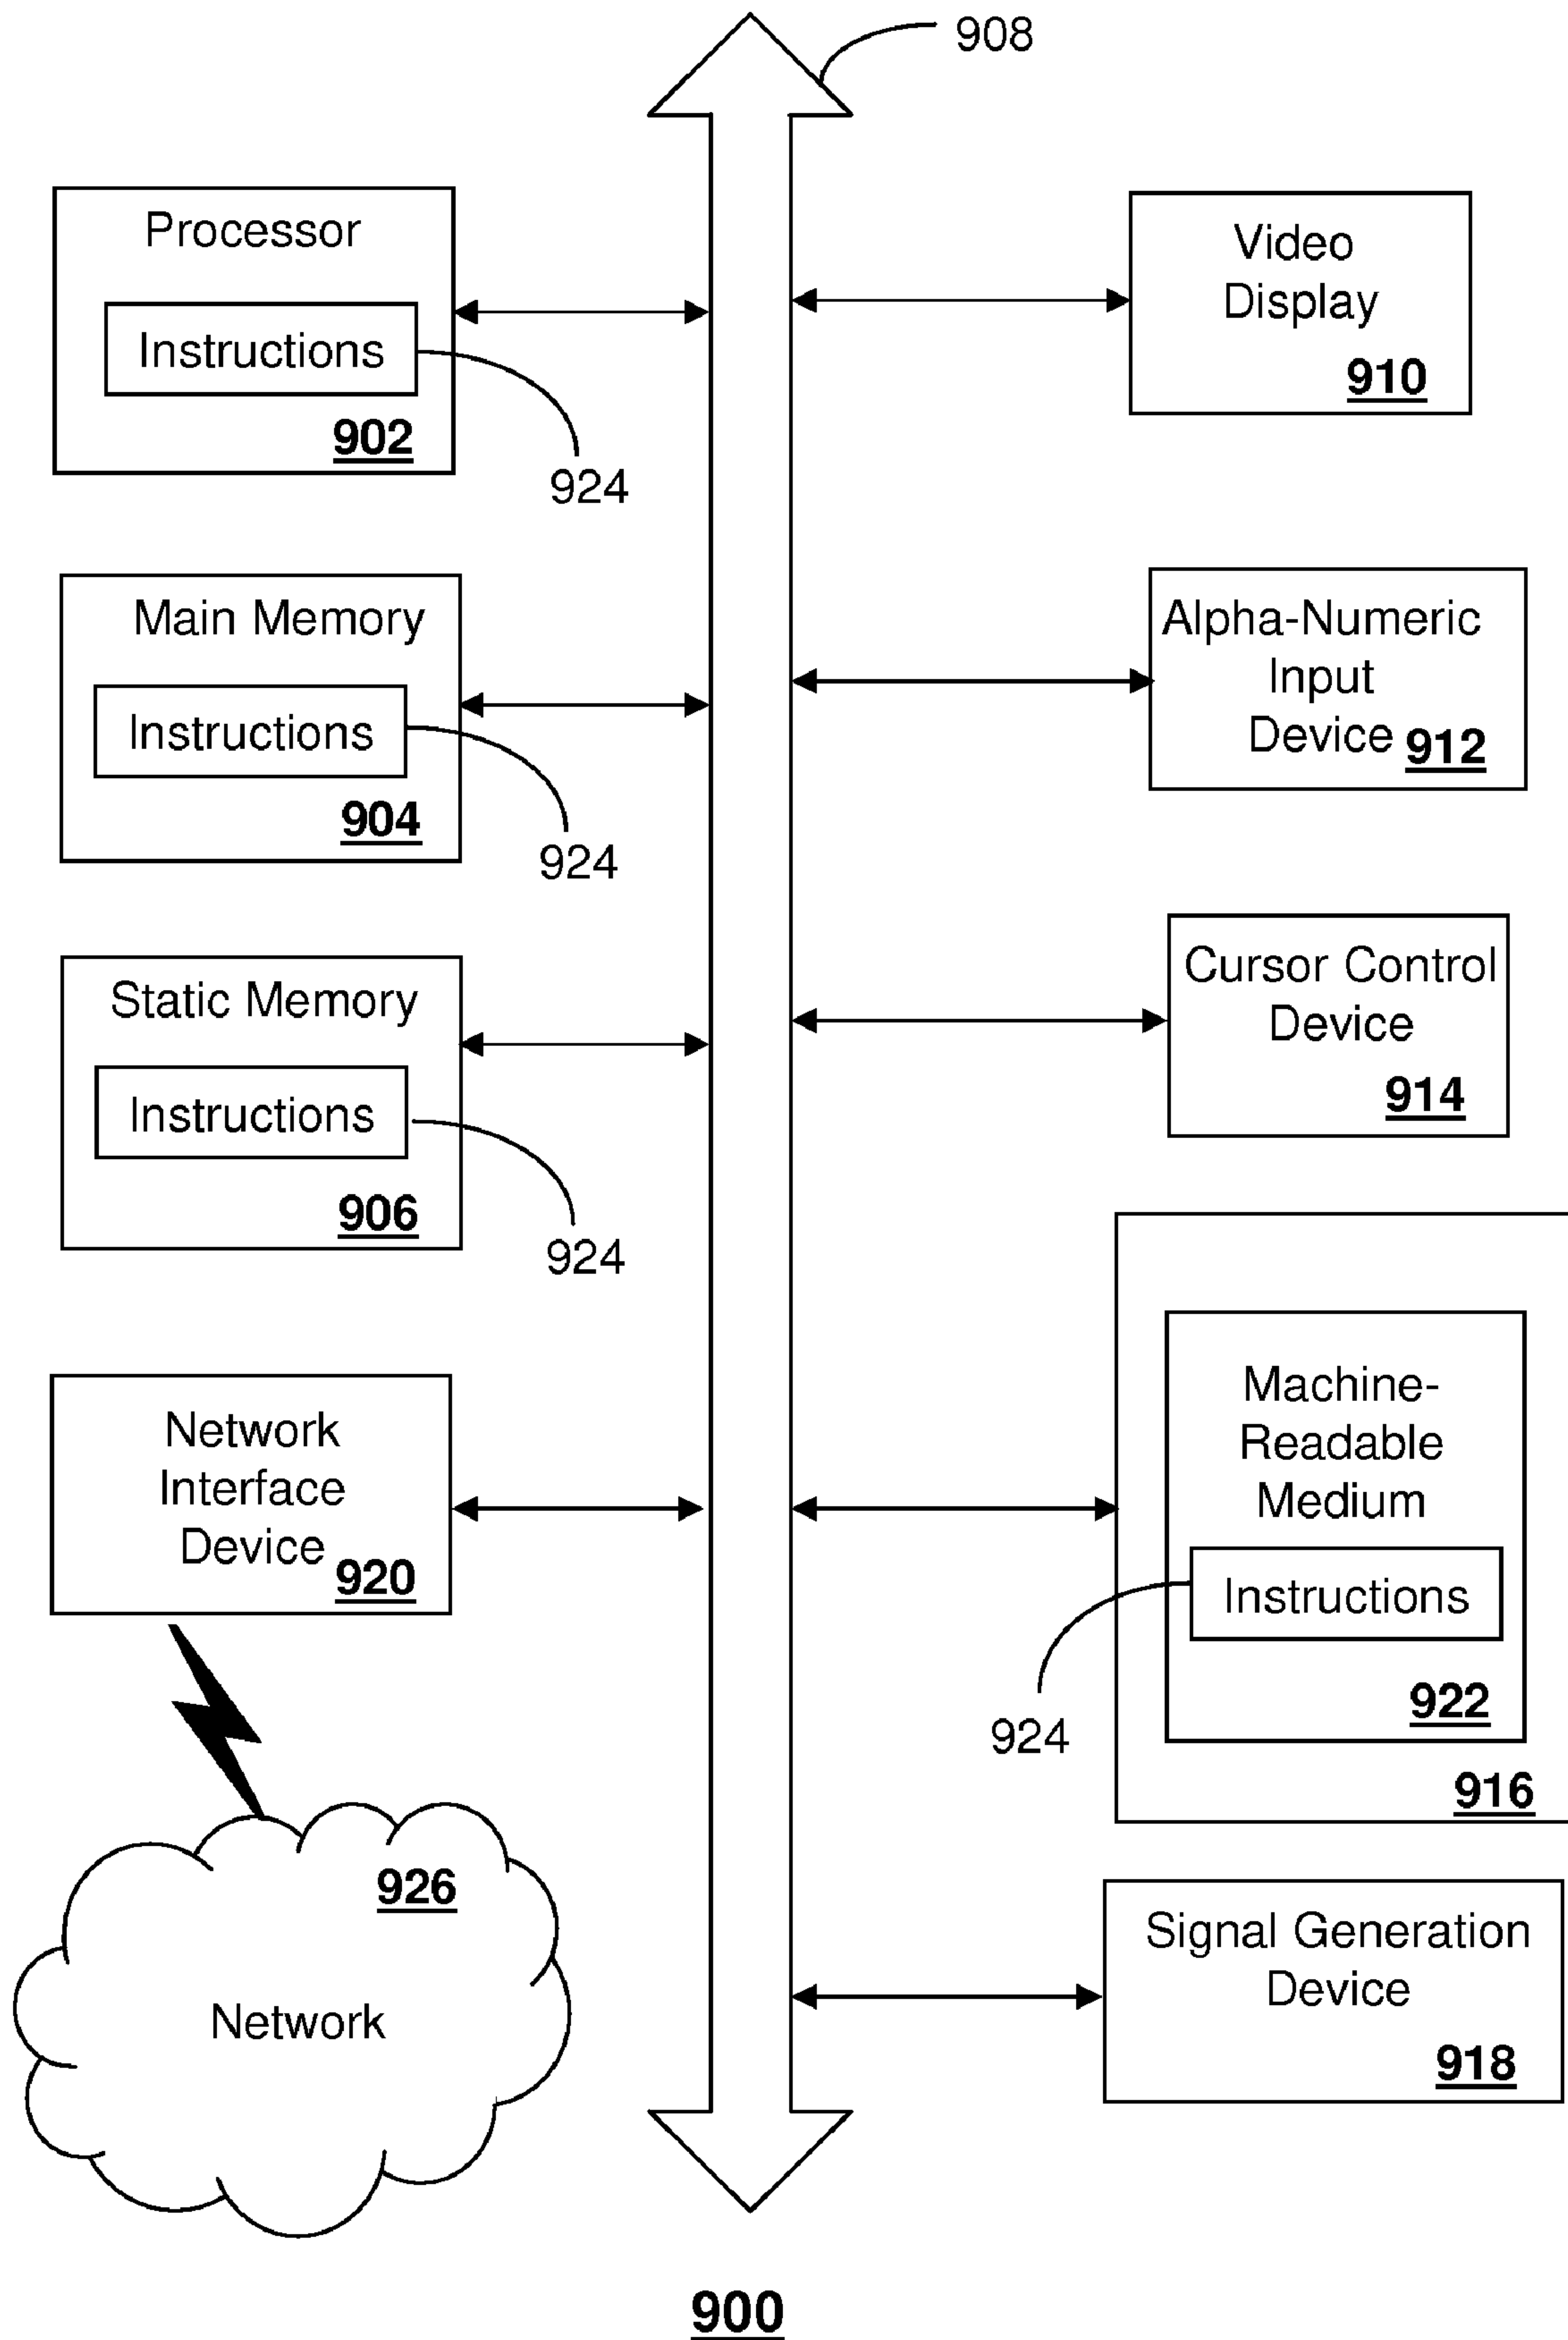 908
Processor
Instructions
902
924
Main Memory
Instructions
904
924
Static Memory
Instructions
906
924
Network
Interface
Device
920
926
Network
Video
Display
910
Alpha-Numeric
Input
Device 912
Cursor Control
Device
914
Machine-
Readable
Medium
Instructions
924
922
916
Signal Generation
Device
918
900